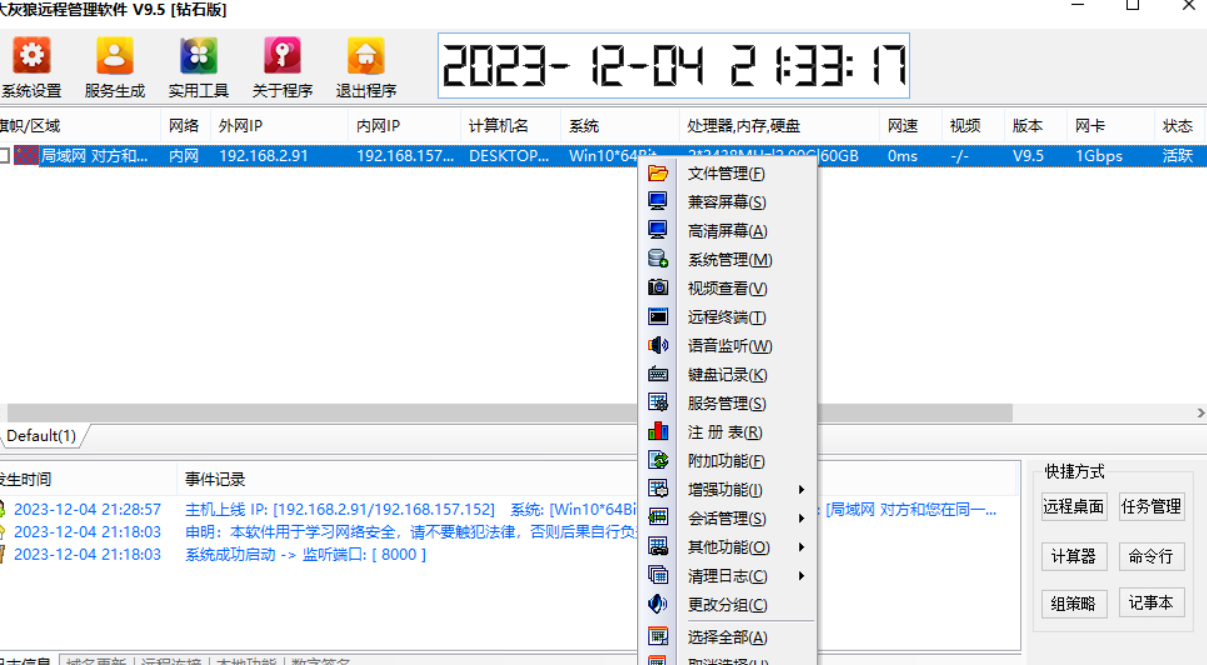 大灰狼远程管理软件 V9.5 [钻石版]
系统设置 服务生成 实用工具 关于程序 退出程序
2023-12-04 21:33:17
旗帜/区域 网络 外网IP 内网IP 计算机名 系统 处理器,内存,硬盘 网速 视频 版本 网卡 状态
局域网 对方和... 内网 192.168.2.91 192.168.157... DESKTOP... Win10*64Bit 60GB 0ms -/- V9.5 1Gbps 活跃
文件管理(F)
兼容屏幕(S)
高清屏幕(A)
系统管理(M)
视频查看(V)
远程终端(T)
语音监听(W)
键盘记录(K)
服务管理(S)
注 册 表(R)
附加功能(F)
增强功能(I)
会话管理(S)
其他功能(O)
清理日志(C)
更改分组(C)
选择全部(A)
取消选择(U)
Default(1)
发生时间 事件记录
2023-12-04 21:28:57 主机上线 IP: [192.168.2.91/192.168.157.152] 系统: [Win10*64Bi : [局域网 对方和您在同一...
2023-12-04 21:18:03 申明：本软件用于学习网络安全，请不要触犯法律，否则后果自行负
2023-12-04 21:18:03 系统成功启动 -> 监听端口: [ 8000 ]
快捷方式
远程桌面 任务管理
计算器 命令行
组策略 记事本
日志信息 | 域名更新 | 远程连接 | 本地功能 | 数字签名